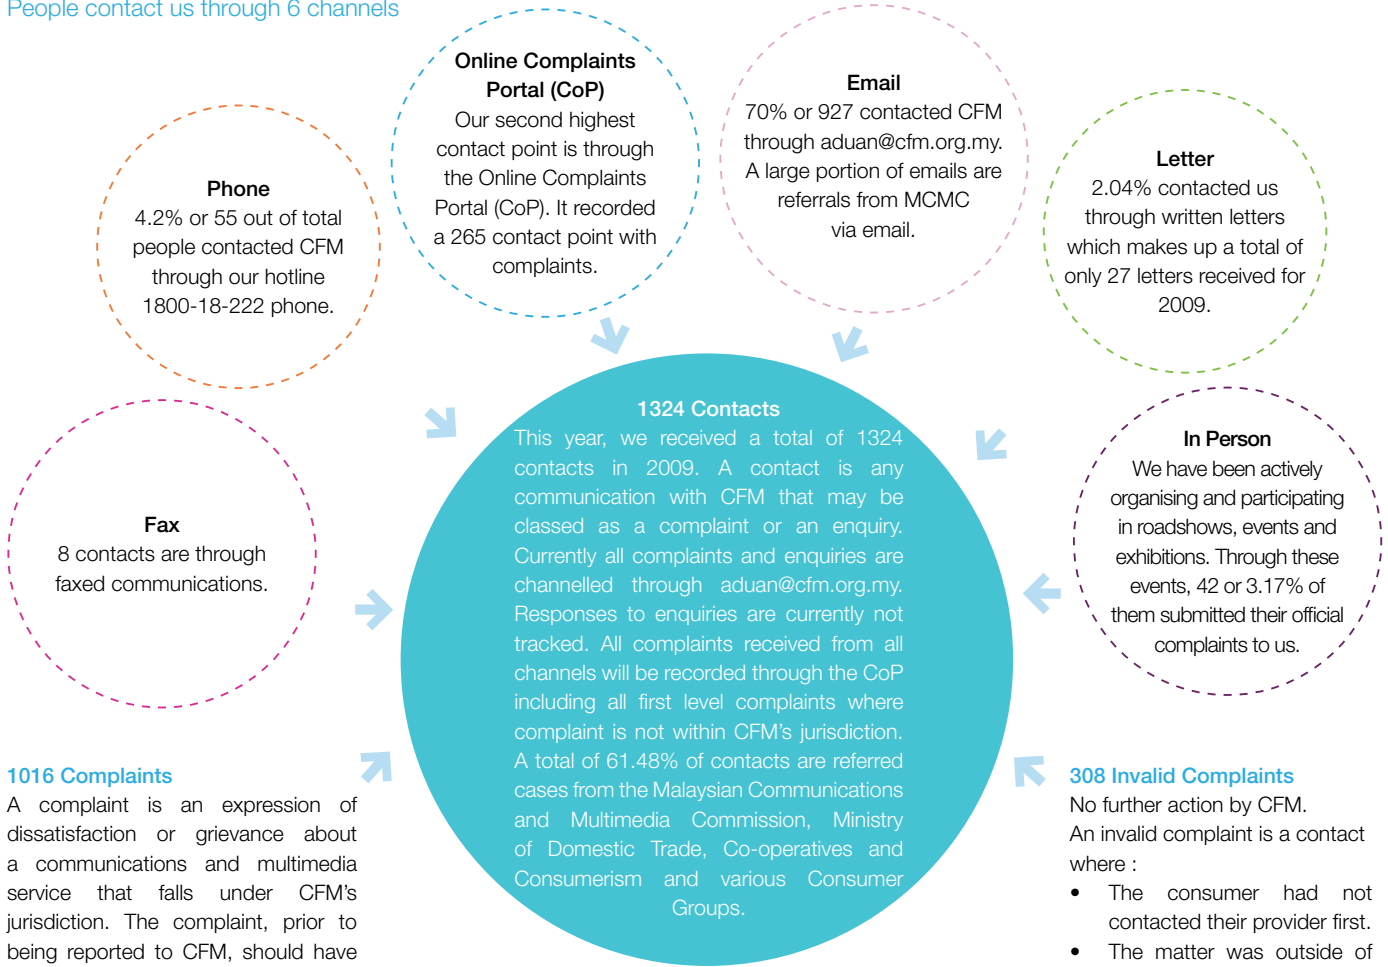 People contact us through 6 channels
Online Complaints
Portal (CoP)
Our second highest
contact point is through
the Online Complaints
Portal (CoP). It recorded
a 265 contact point with
complaints.
Email
70% or 927 contacted CFM
through aduan@cfm.org.my.
A large portion of emails are
referrals from MCMC
via email.
Phone
4.2% or 55 out of total
people contacted CFM
through our hotline
1800-18-222 phone.
Letter
2.04% contacted us
through written letters
which makes up a total of
only 27 letters received for
2009.
Fax
8 contacts are through
faxed communications.
1324 Contacts
This year, we received a total of 1324
contacts in 2009. A contact is any
communication with CFM that may be
classed as a complaint or an enquiry.
Currently all complaints and enquiries are
channelled through aduan@cfm.org.my.
Responses to enquiries are currently not
tracked. All complaints received from all
channels will be recorded through the CoP
including all first level complaints where
complaint is not within CFM's jurisdiction.
A total of 61.48% of contacts are referred
cases from the Malaysian Communications
and Multimedia Commission, Ministry
of Domestic Trade, Co-operatives and
Consumerism and various Consumer
Groups.
In Person
We have been actively
organising and participating
in roadshows, events and
exhibitions. Through these
events, 42 or 3.17% of
them submitted their official
complaints to us.
1016 Complaints
A complaint is an expression of
dissatisfaction or grievance about
a communications and multimedia
service that falls under CFM's
jurisdiction. The complaint, prior to
being reported to CFM, should have
308 Invalid Complaints
No further action by CFM.
An invalid complaint is a contact
where :
• The consumer had not
contacted their provider first.
• The matter was outside of